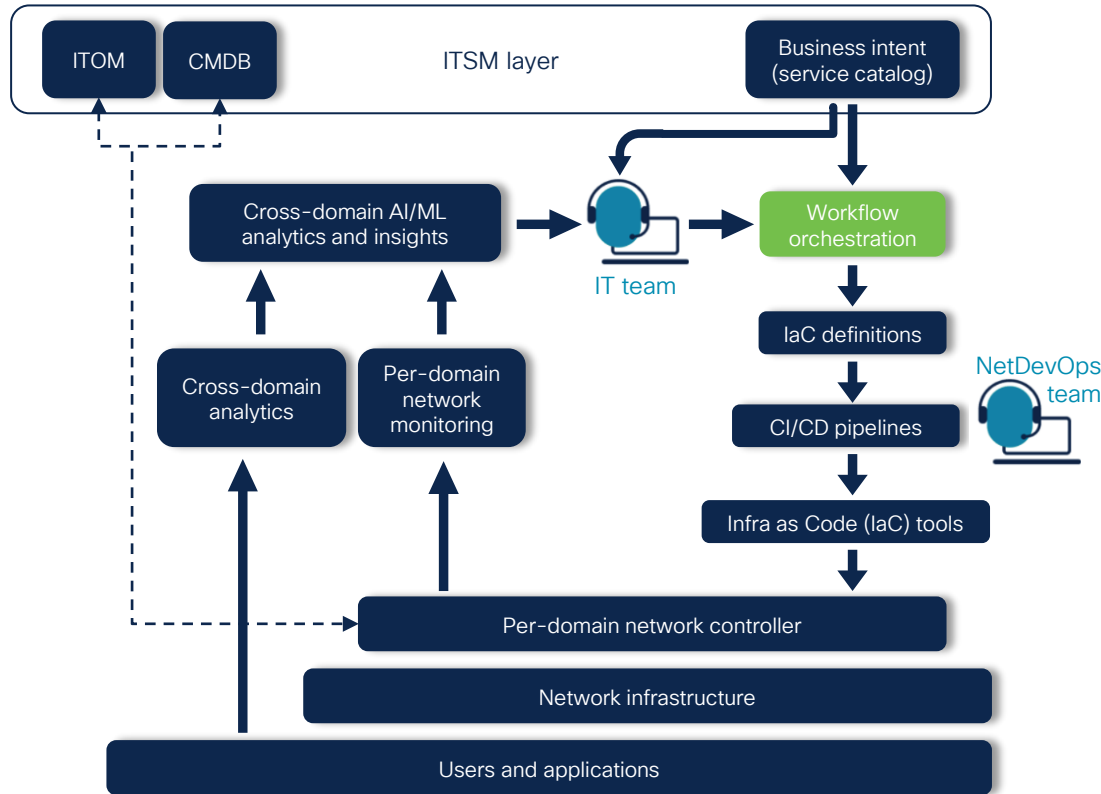 ITOM
CMDB
ITSM layer
Business intent
(service catalog)
Cross-domain AI/ML
analytics and insights
IT team
Workflow
orchestration
IaC definitions
Cross-domain
analytics
Per-domain
network
monitoring
NetDevOps
team
CI/CD pipelines
Infra as Code (IaC) tools
Per-domain network controller
Network infrastructure
Users and applications